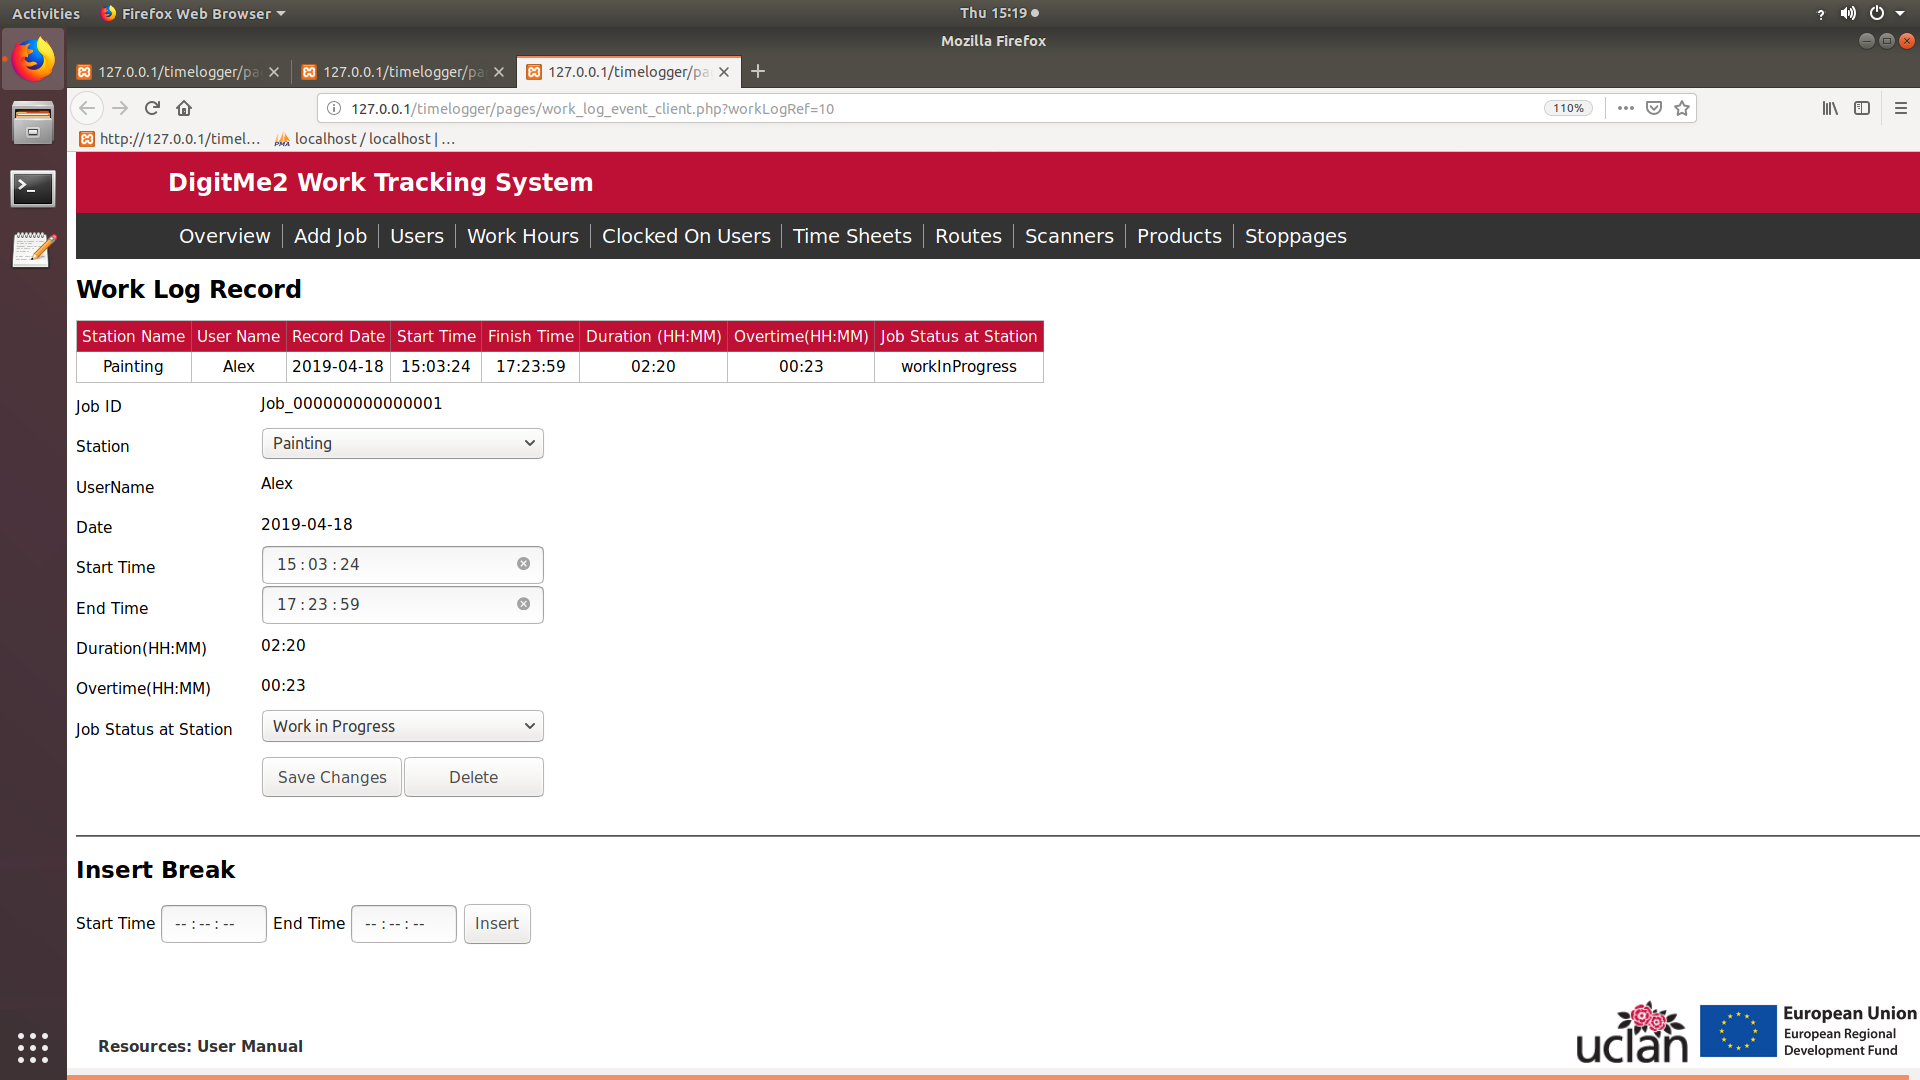 Activities Firefox Web Browser Thu 15:19
Mozilla Firefox
127.0.0.1/timelogger/pa 127.0.0.1/timelogger/pa 127.0.0.1/timelogger/pa
127.0.0.1/timelogger/pages/work_log_event_client.php?workLogRef=10 110%
http://127.0.0.1/timel… localhost / localhost | …
DigitMe2 Work Tracking System
Overview Add Job Users Work Hours Clocked On Users Time Sheets Routes Scanners Products Stoppages
Work Log Record
Station Name User Name Record Date Start Time Finish Time Duration (HH:MM) Overtime(HH:MM) Job Status at Station
Painting Alex 2019-04-18 15:03:24 17:23:59 02:20 00:23 workInProgress
Job ID Job_000000000000001
Station Painting
UserName Alex
Date 2019-04-18
Start Time 15 : 03 : 24
End Time 17 : 23 : 59
Duration(HH:MM) 02:20
Overtime(HH:MM) 00:23
Job Status at Station Work in Progress
Save Changes Delete
Insert Break
Start Time -- : -- : -- End Time -- : -- : -- Insert
Resources: User Manual
uclan
European Union
European Regional
Development Fund